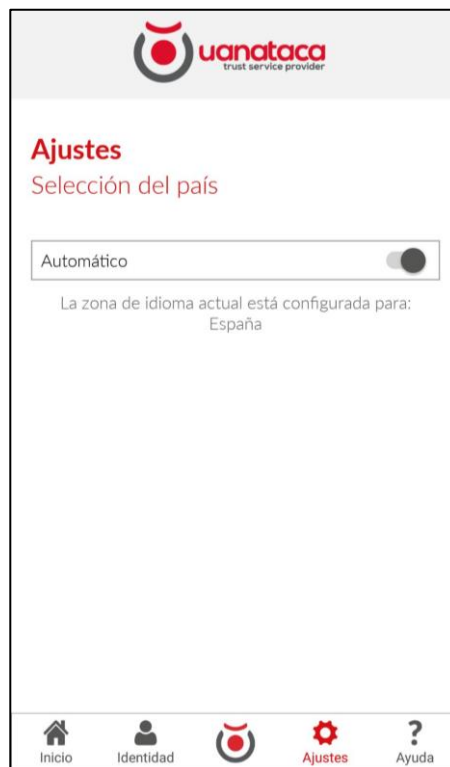 uanataca
trust service provider
Ajustes
Selección del país
Automático
La zona de idioma actual está configurada para:
España
Inicio
Identidad
Ajustes
? Ayuda